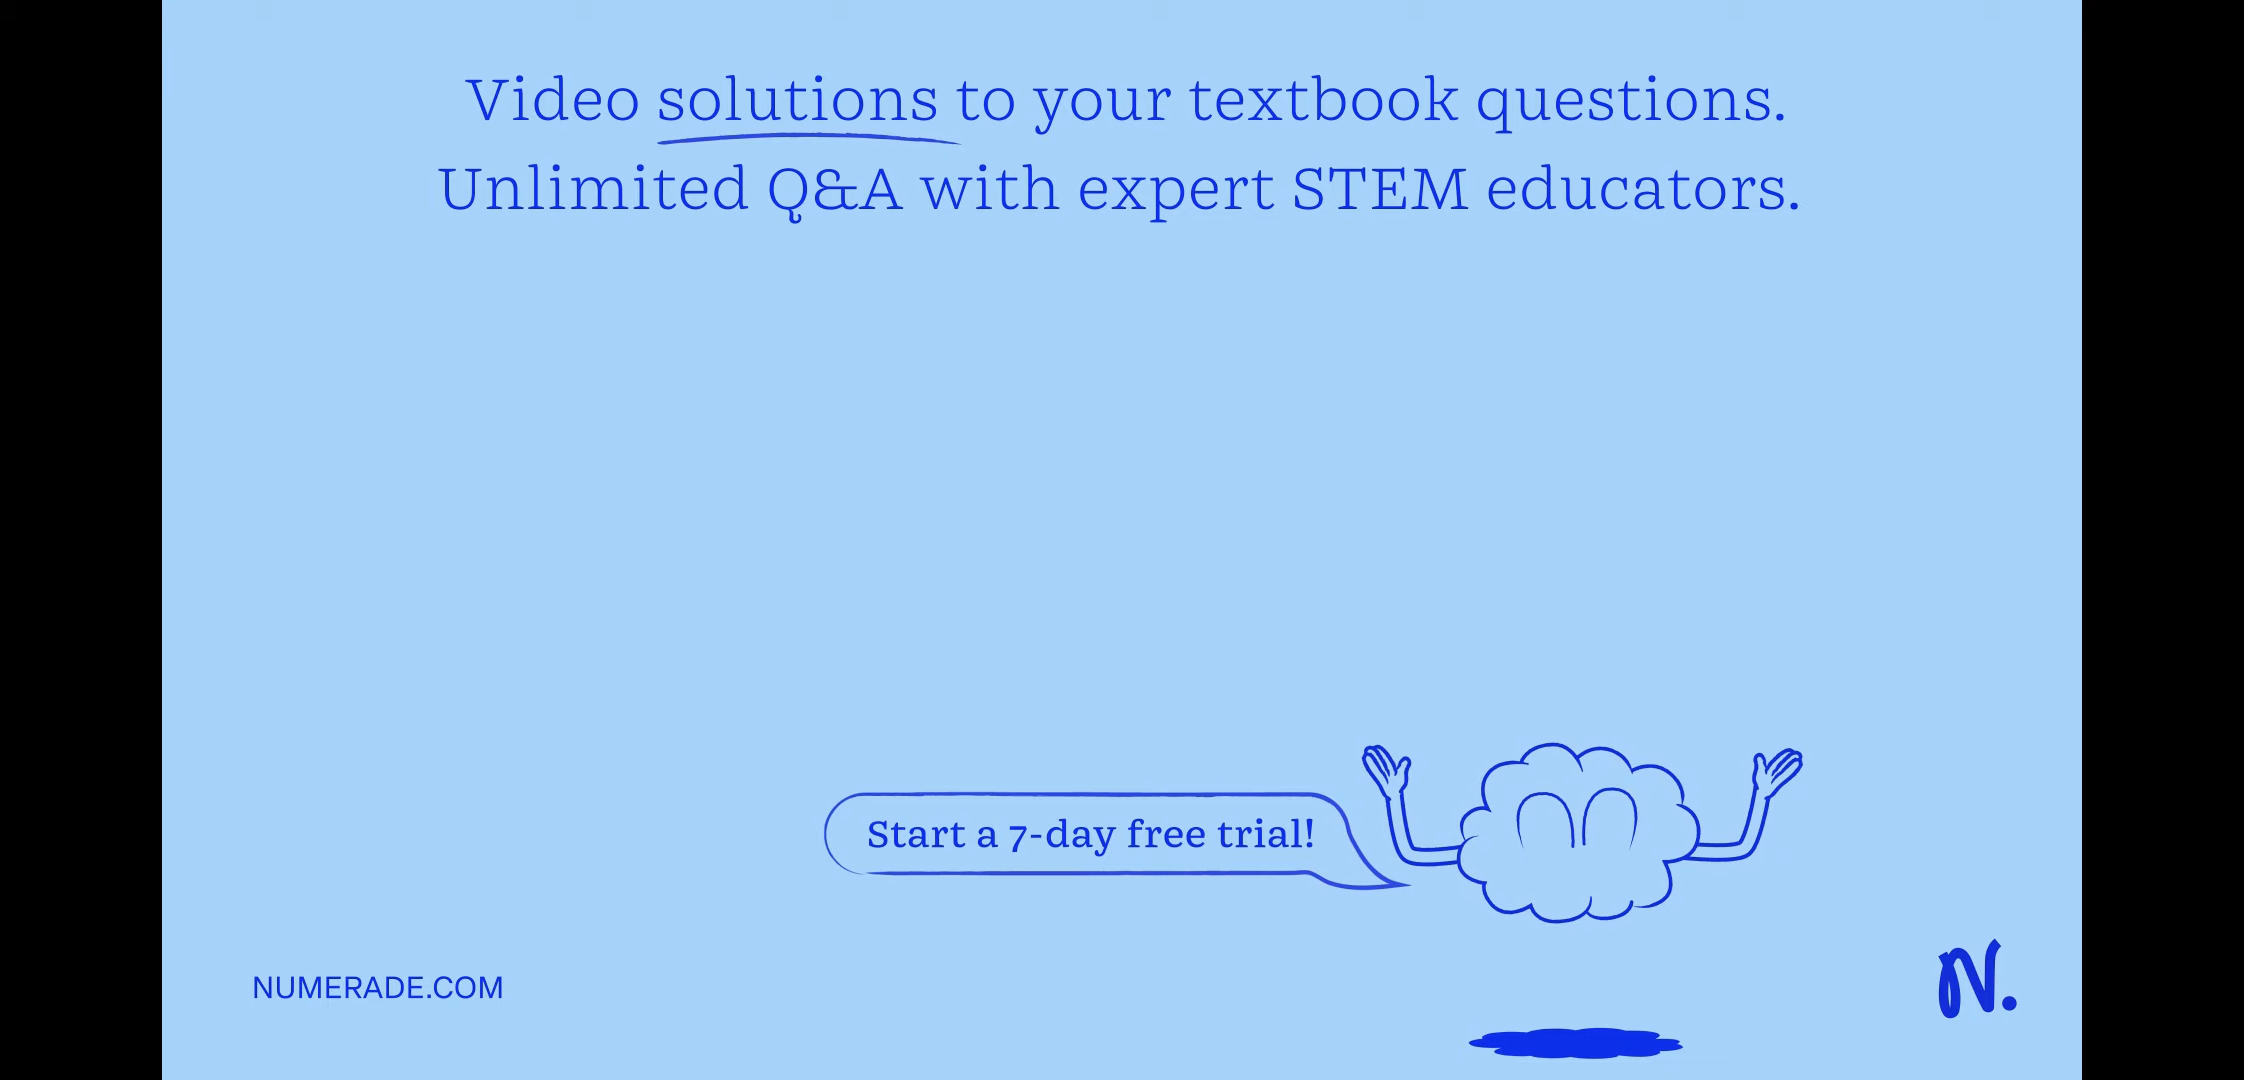 Video solutions to your textbook questions.
Unlimited Q&A with expert STEM educators.
Start a 7-day free trial!
NUMERADE.COM
N.